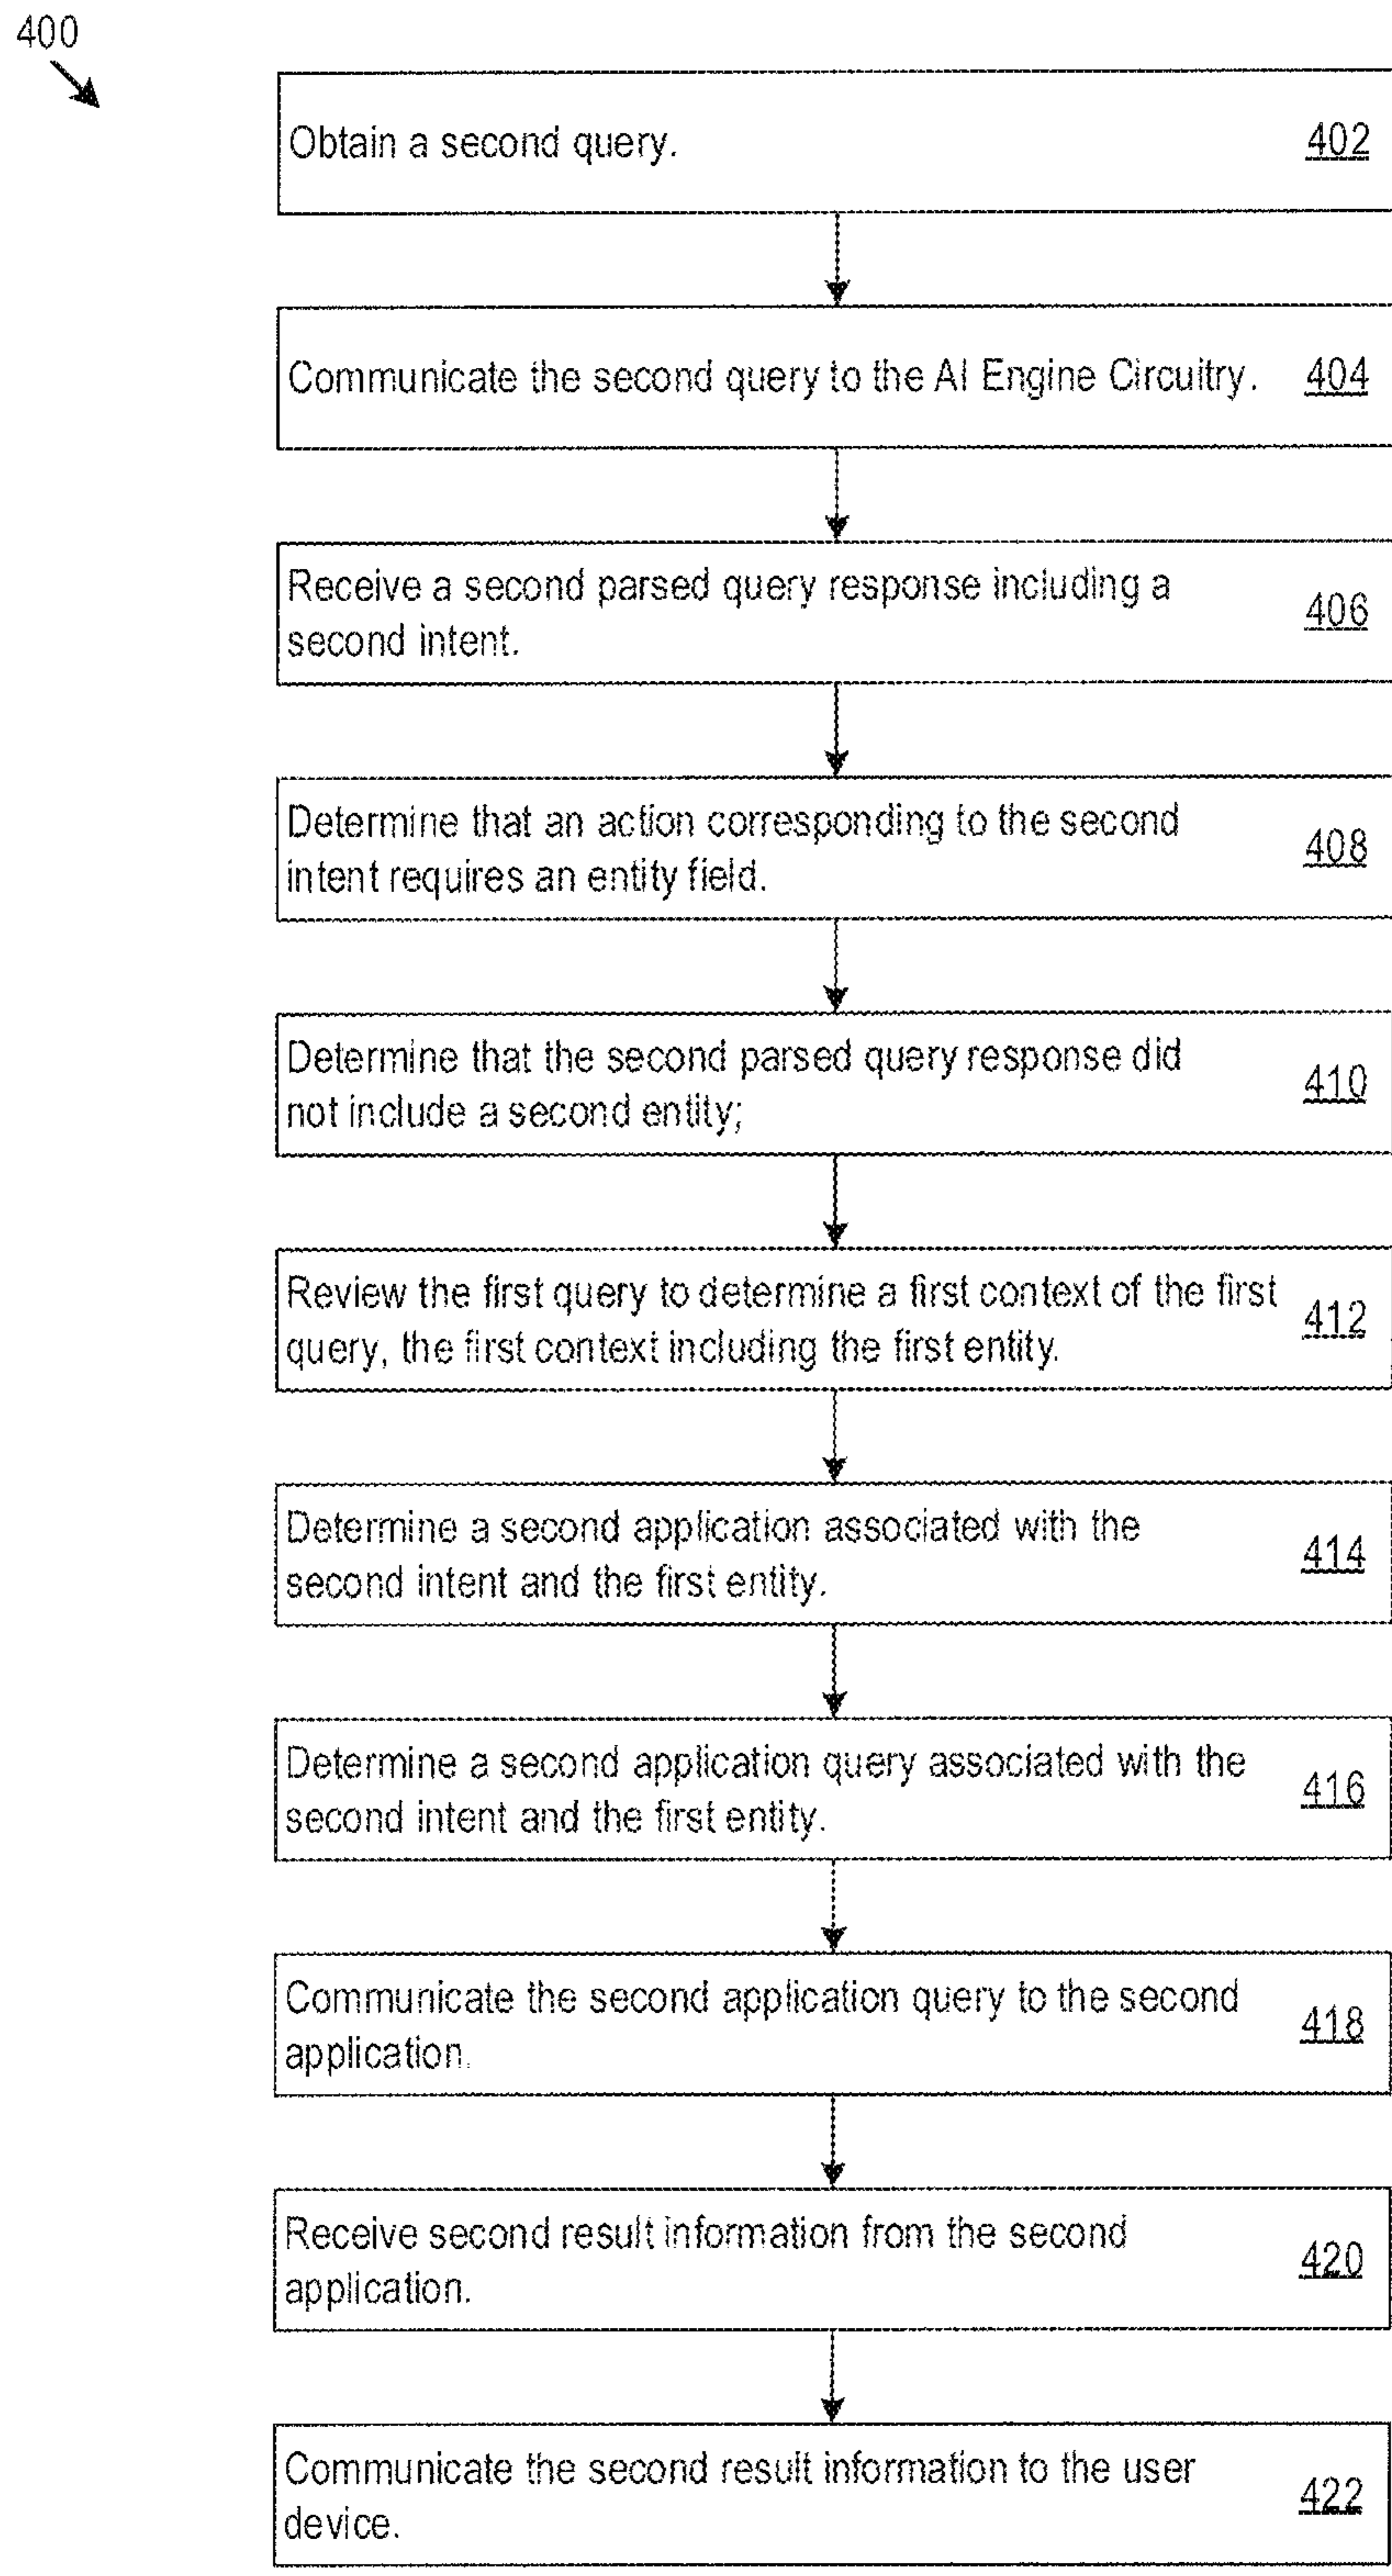 400
Obtain a second query. 402
Communicate the second query to the AI Engine Circuitry. 404
Receive a second parsed query response including a
second intent. 406
Determine that an action corresponding to the second
intent requires an entity field. 408
Determine that the second parsed query response did
not include a second entity; 410
Review the first query to determine a first context of the first
query, the first context including the first entity. 412
Determine a second application associated with the
second intent and the first entity. 414
Determine a second application query associated with the
second intent and the first entity. 416
Communicate the second application query to the second
application. 418
Receive second result information from the second
application. 420
Communicate the second result information to the user
device. 422